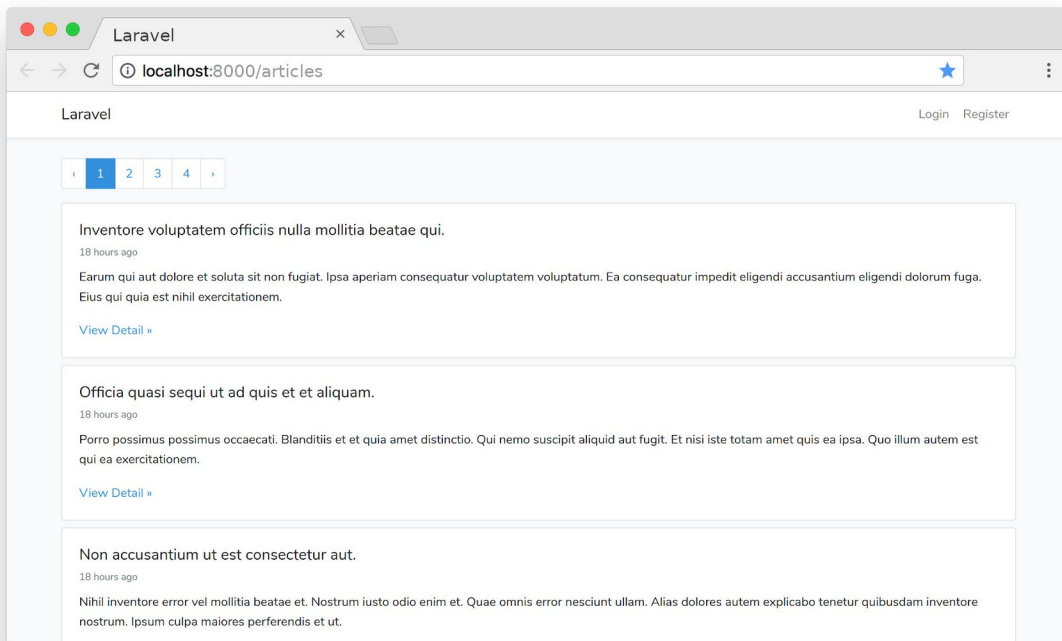 Laravel ×
localhost:8000/articles
Laravel Login Register
‹ 1 2 3 4 ›
Inventore voluptatem officiis nulla mollitia beatae qui.
18 hours ago
Earum qui aut dolore et soluta sit non fugiat. Ipsa aperiam consequatur voluptatem voluptatum. Ea consequatur impedit eligendi accusantium eligendi dolorum fuga.
Eius qui quia est nihil exercitationem.
View Detail »
Officia quasi sequi ut ad quis et et aliquam.
18 hours ago
Porro possimus possimus occaecati. Blanditiis et et quia amet distinctio. Qui nemo suscipit aliquid aut fugit. Et nisi iste totam amet quis ea ipsa. Quo illum autem est
qui ea exercitationem.
View Detail »
Non accusantium ut est consectetur aut.
18 hours ago
Nihil inventore error vel mollitia beatae et. Nostrum iusto odio enim et. Quae omnis error nesciunt ullam. Alias dolores autem explicabo tenetur quibusdam inventore
nostrum. Ipsum culpa maiores perferendis et ut.